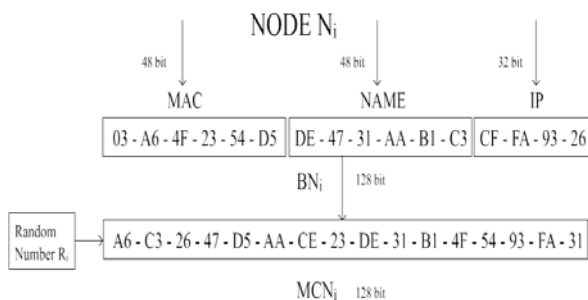 NODE Ni
48 bit 48 bit 32 bit
MAC NAME IP
03 - A6 - 4F - 23 - 54 - D5 DE - 47 - 31 - AA - B1 - C3 CF - FA - 93 - 26
BNi 128 bit
Random
Number Ri
A6 - C3 - 26 - 47 - D5 - AA - CE - 23 - DE - 31 - B1 - 4F - 54 - 93 - FA - 31
MCNi 128 bit